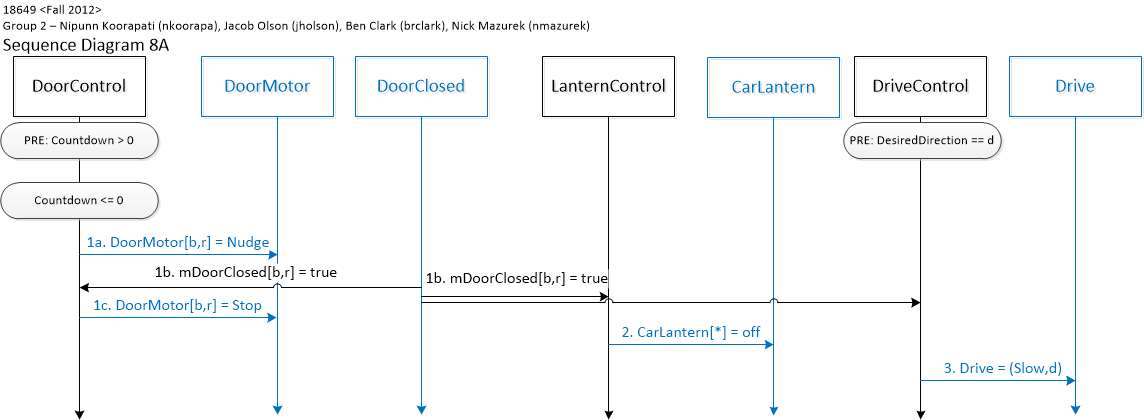 18649 <Fall 2012>
Group 2 – Nipunn Koorapati (nkoorapa), Jacob Olson (jholson), Ben Clark (brclark), Nick Mazurek (nmazurek)
Sequence Diagram 8A
DoorControl
DoorMotor
DoorClosed
LanternControl
CarLantern
DriveControl
Drive
PRE: Countdown > 0
PRE: DesiredDirection == d
Countdown <= 0
1a. DoorMotor[b,r] = Nudge
1b. mDoorClosed[b,r] = true
1b. mDoorClosed[b,r] = true
1c. DoorMotor[b,r] = Stop
2. CarLantern[*] = off
3. Drive = (Slow,d)